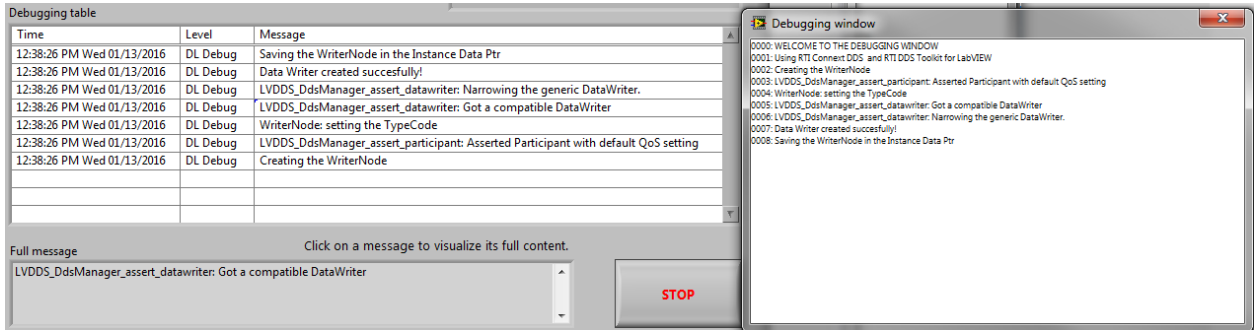 Debugging table
Time Level Message
12:38:26 PM Wed 01/13/2016 DL Debug Saving the WriterNode in the Instance Data Ptr
12:38:26 PM Wed 01/13/2016 DL Debug Data Writer created succesfully!
12:38:26 PM Wed 01/13/2016 DL Debug LVDDS_DdsManager_assert_datawriter: Narrowing the generic DataWriter.
12:38:26 PM Wed 01/13/2016 DL Debug LVDDS_DdsManager_assert_datawriter: Got a compatible DataWriter
12:38:26 PM Wed 01/13/2016 DL Debug WriterNode: setting the TypeCode
12:38:26 PM Wed 01/13/2016 DL Debug LVDDS_DdsManager_assert_participant: Asserted Participant with default QoS setting
12:38:26 PM Wed 01/13/2016 DL Debug Creating the WriterNode
Full message
Click on a message to visualize its full content.
LVDDS_DdsManager_assert_datawriter: Got a compatible DataWriter
STOP
Debugging window
0000: WELCOME TO THE DEBUGGING WINDOW
0001: Using RTI Connext DDS and RTI DDS Toolkit for LabVIEW
0002: Creating the WriterNode
0003: LVDDS_DdsManager_assert_participant: Asserted Participant with default QoS setting
0004: WriterNode: setting the TypeCode
0005: LVDDS_DdsManager_assert_datawriter: Got a compatible DataWriter
0006: LVDDS_DdsManager_assert_datawriter: Narrowing the generic DataWriter.
0007: Data Writer created succesfully!
0008: Saving the WriterNode in the Instance Data Ptr